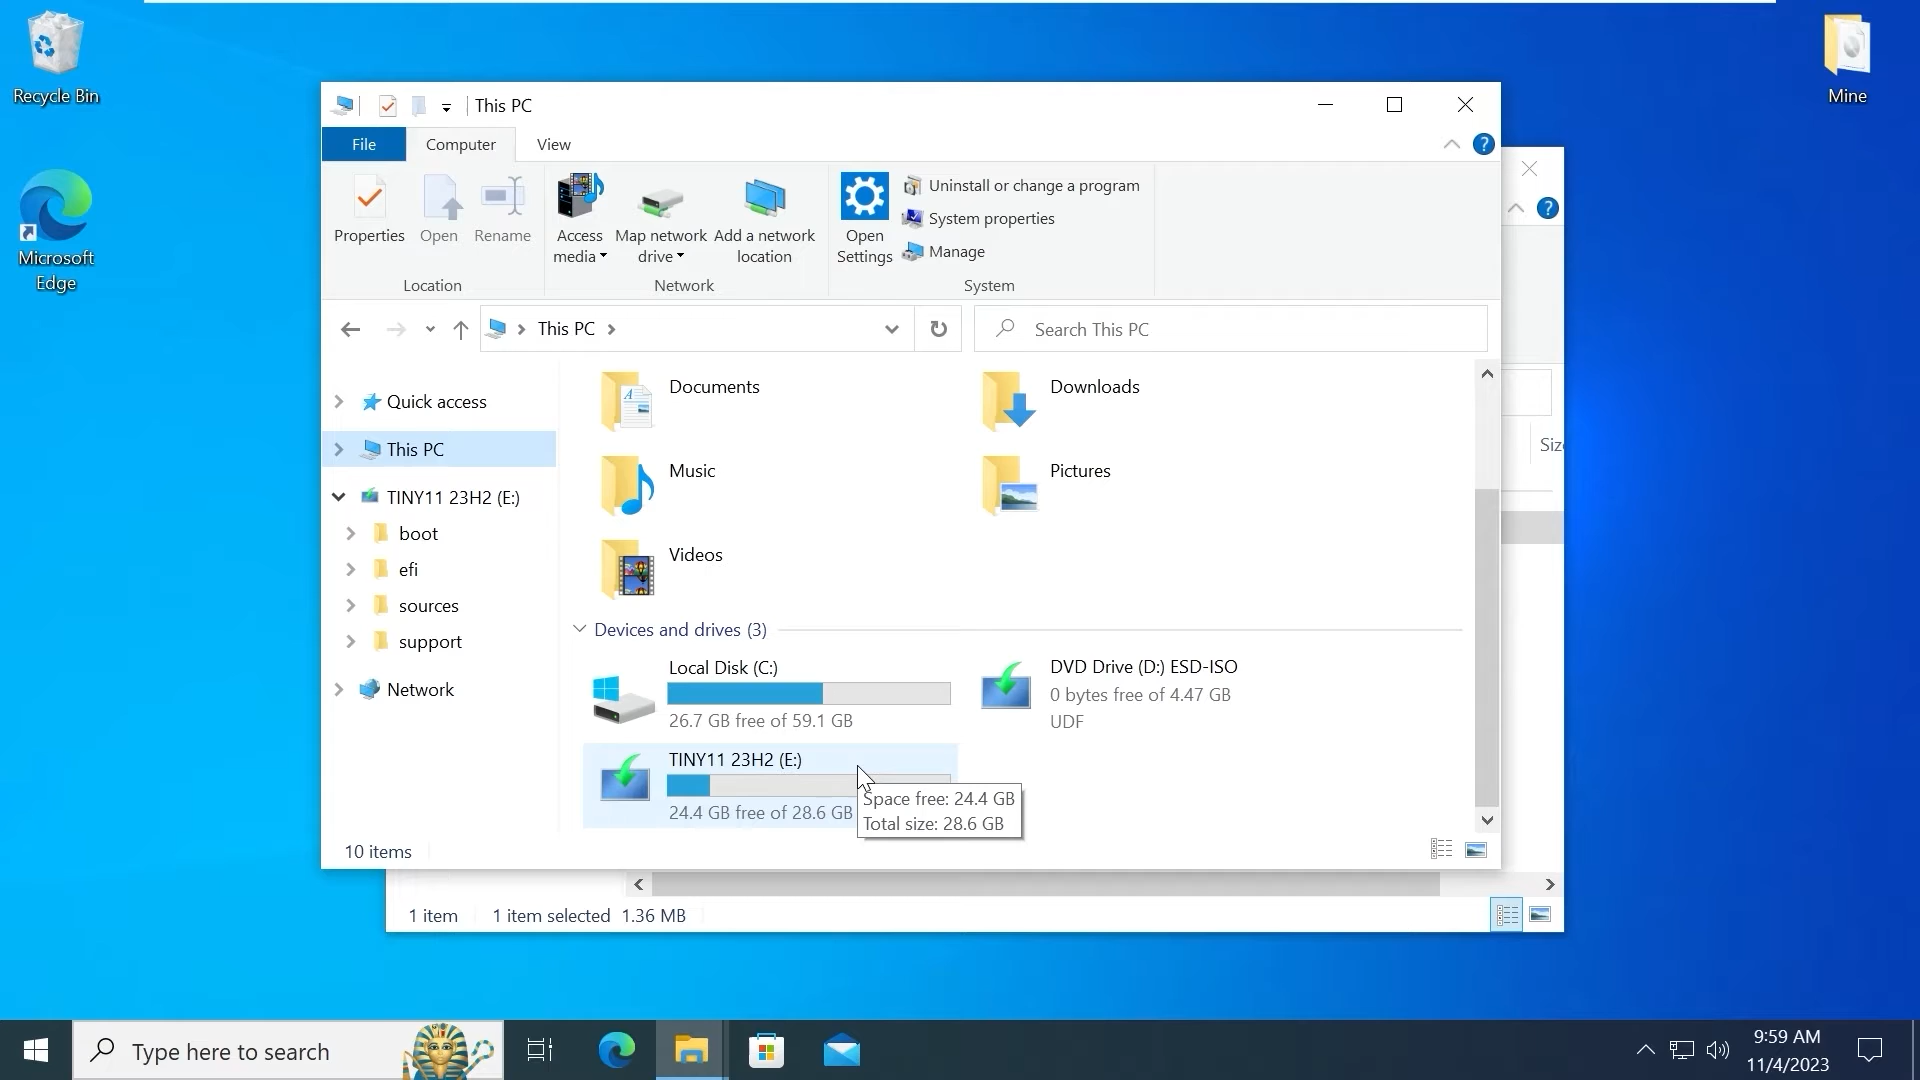 Recycle Bin
Microsoft
Edge
Mine
This PC
File
Computer
View
Properties
Open
Rename
Access
media
Map network
drive
Add a network
location
Open
Settings
Uninstall or change a program
System properties
Manage
Location
Network
System
This PC
Search This PC
Quick access
This PC
TINY11 23H2 (E:)
boot
efi
sources
support
Network
Documents
Downloads
Music
Pictures
Videos
Devices and drives (3)
Local Disk (C:)
26.7 GB free of 59.1 GB
DVD Drive (D:) ESD-ISO
0 bytes free of 4.47 GB
UDF
TINY11 23H2 (E:)
24.4 GB free of 28.6 GB
Space free: 24.4 GB
Total size: 28.6 GB
10 items
1 item
1 item selected 1.36 MB
Type here to search
9:59 AM
11/4/2023